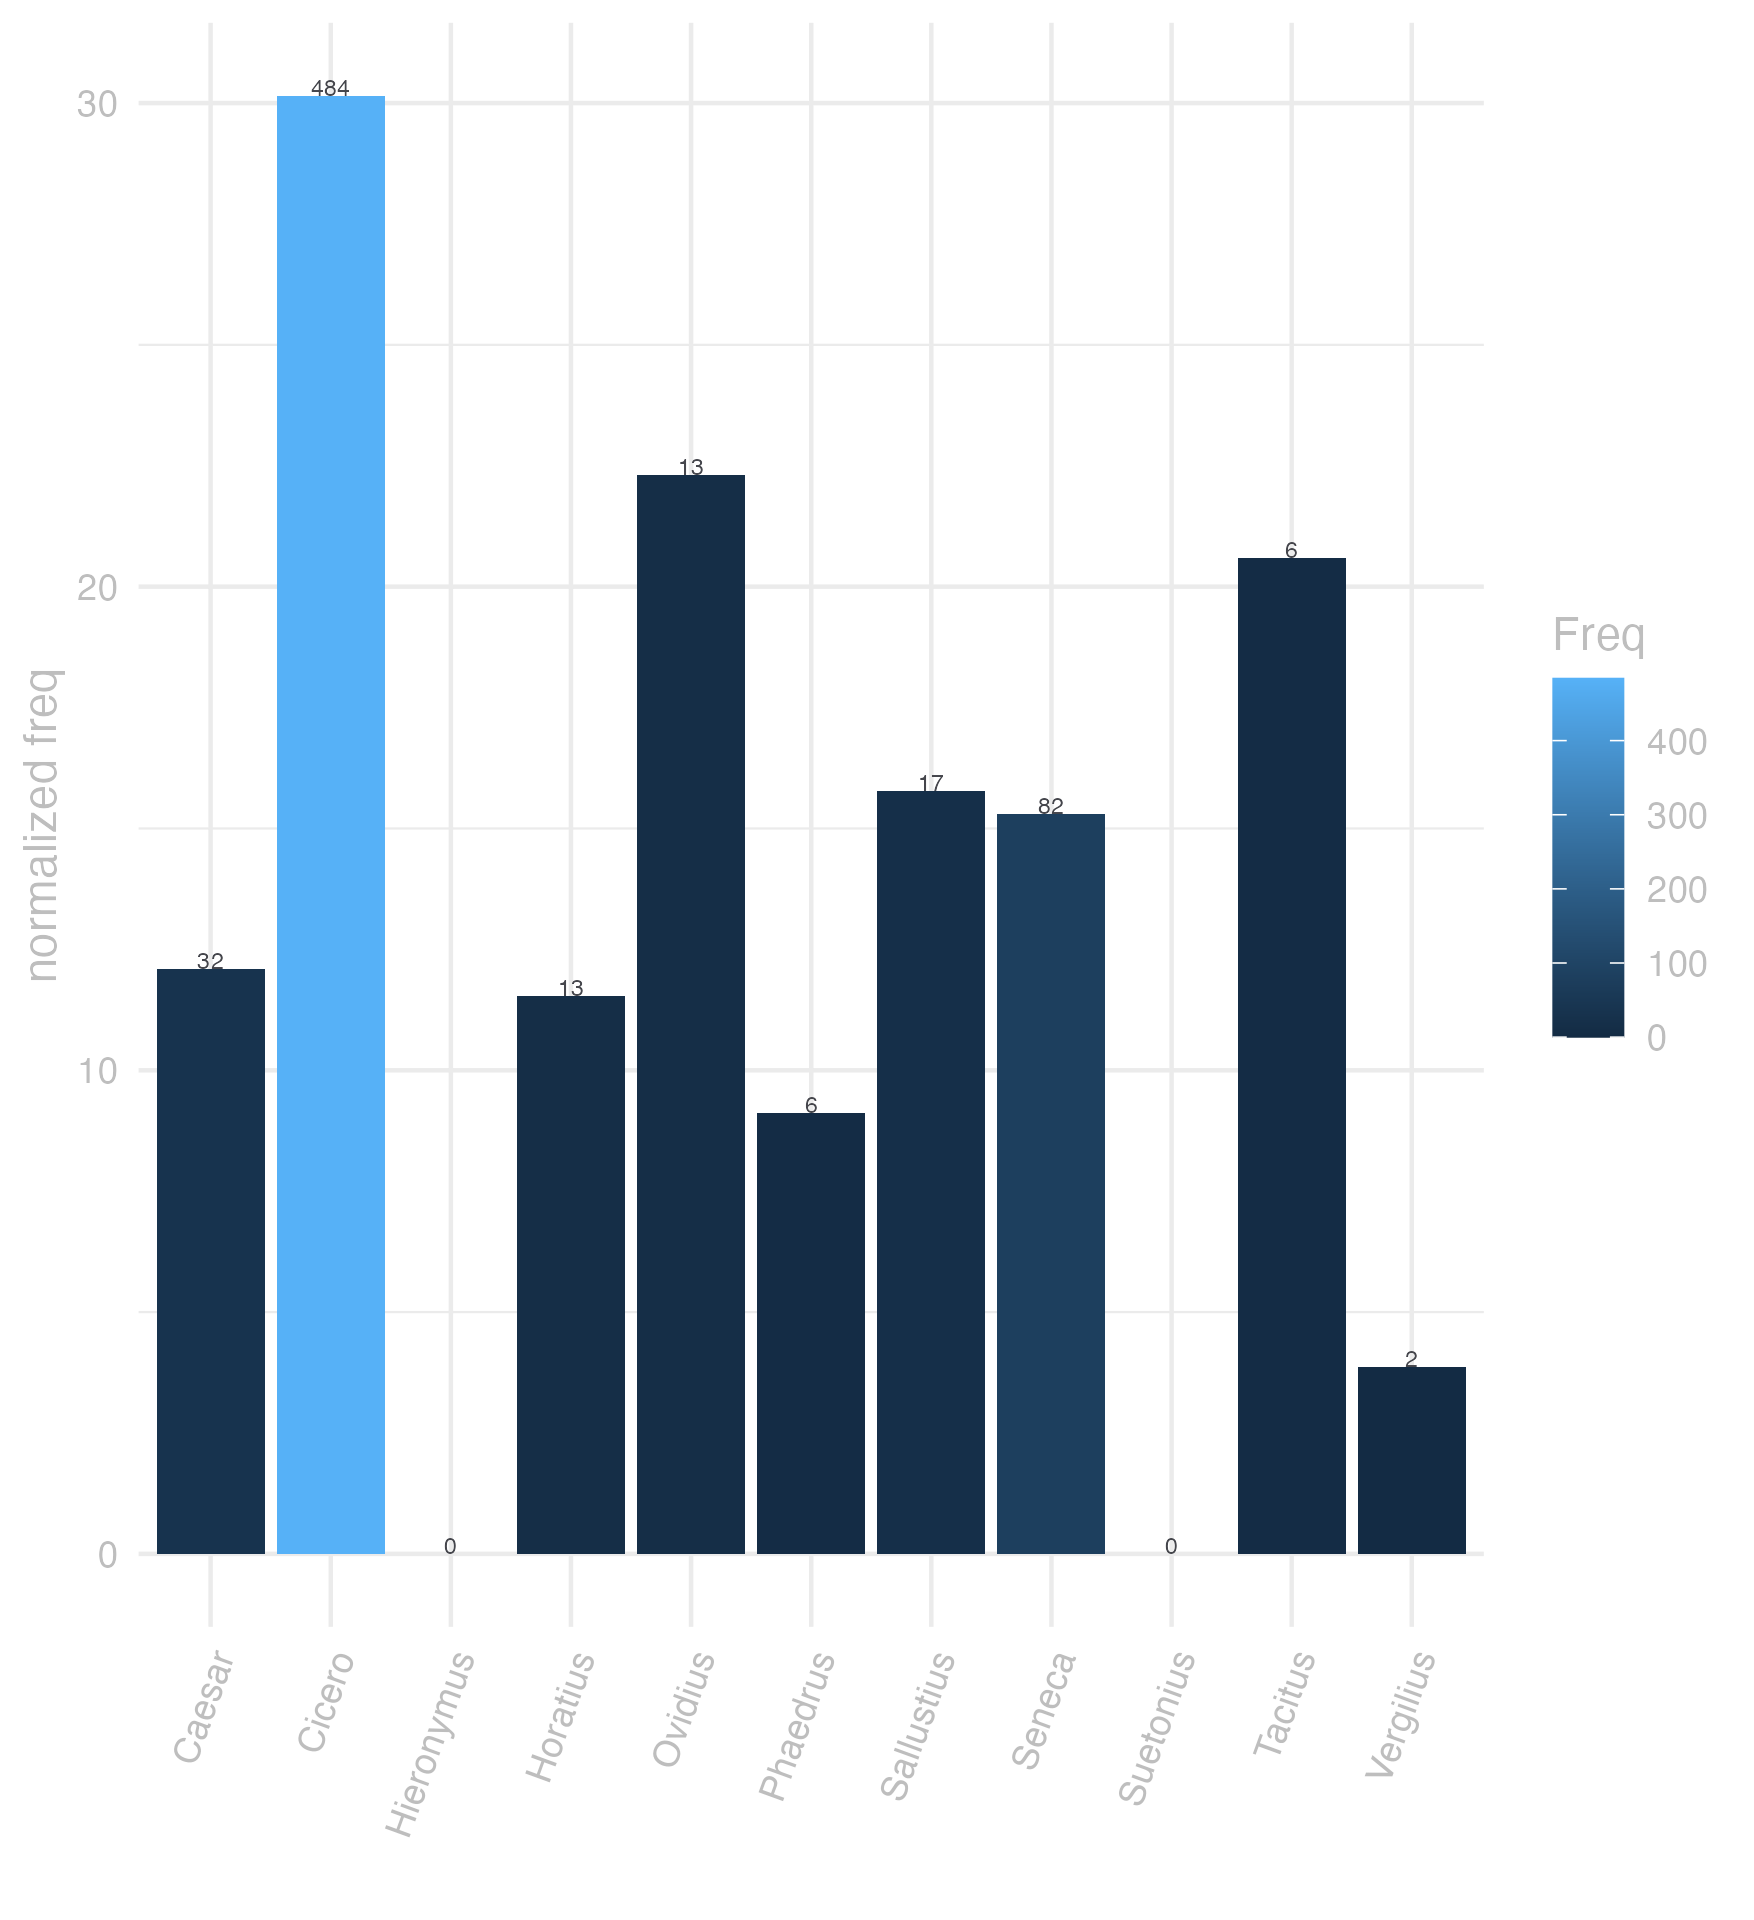 normalized freq
30
20
10
0
32
484
0
13
13
6
17
82
0
6
2
Caesar
Cicero
Hieronymus
Horatius
Ovidius
Phaedrus
Sallustius
Seneca
Suetonius
Tacitus
Vergilius
Freq
400
300
200
100
0